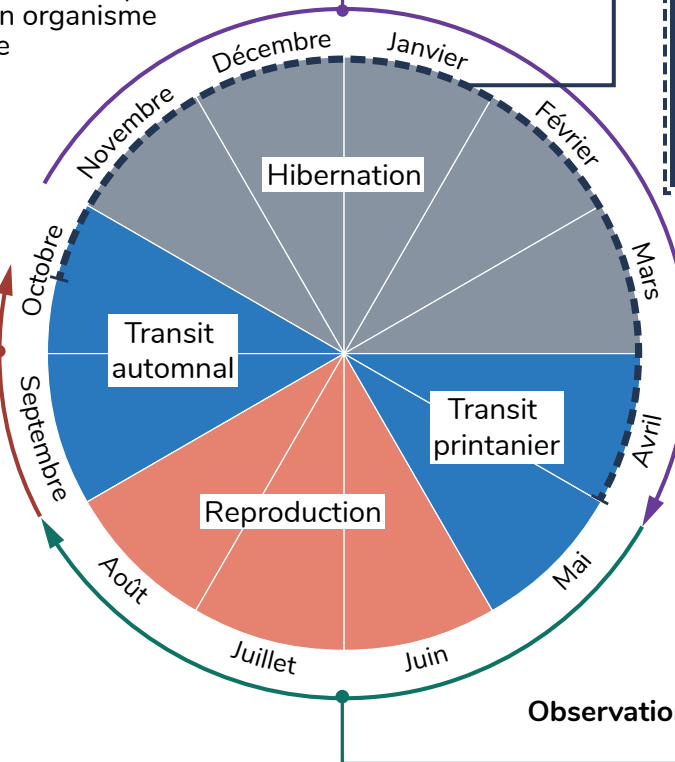 n organisme
e
Décembre
Janvier
Novembre
Février
Hibernation
Octobre
Mars
Transit
automnal
Transit
printanier
Septembre
Avril
Reproduction
Août
Mai
Juillet
Juin
Observatio